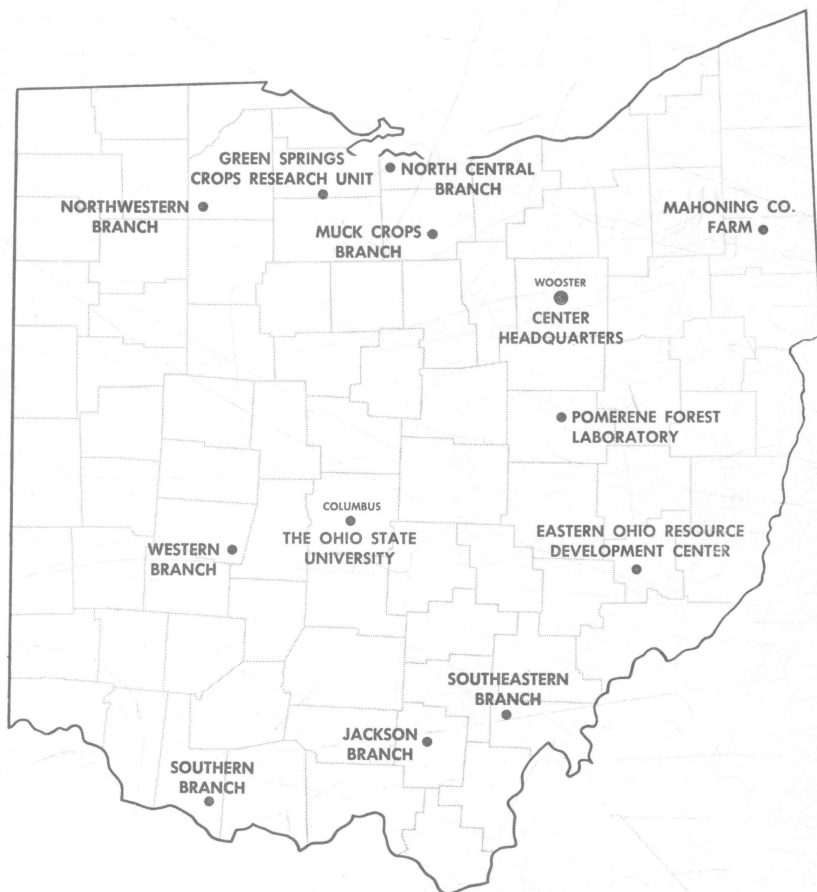 GREEN SPRINGS
CROPS RESEARCH UNIT
NORTH CENTRAL
BRANCH
NORTHWESTERN
BRANCH
MUCK CROPS
BRANCH
MAHONING CO.
FARM
WOOSTER
CENTER
HEADQUARTERS
POMERENE FOREST
LABORATORY
COLUMBUS
THE OHIO STATE
UNIVERSITY
WESTERN
BRANCH
EASTERN OHIO RESOURCE
DEVELOPMENT CENTER
SOUTHEASTERN
BRANCH
JACKSON
BRANCH
SOUTHERN
BRANCH